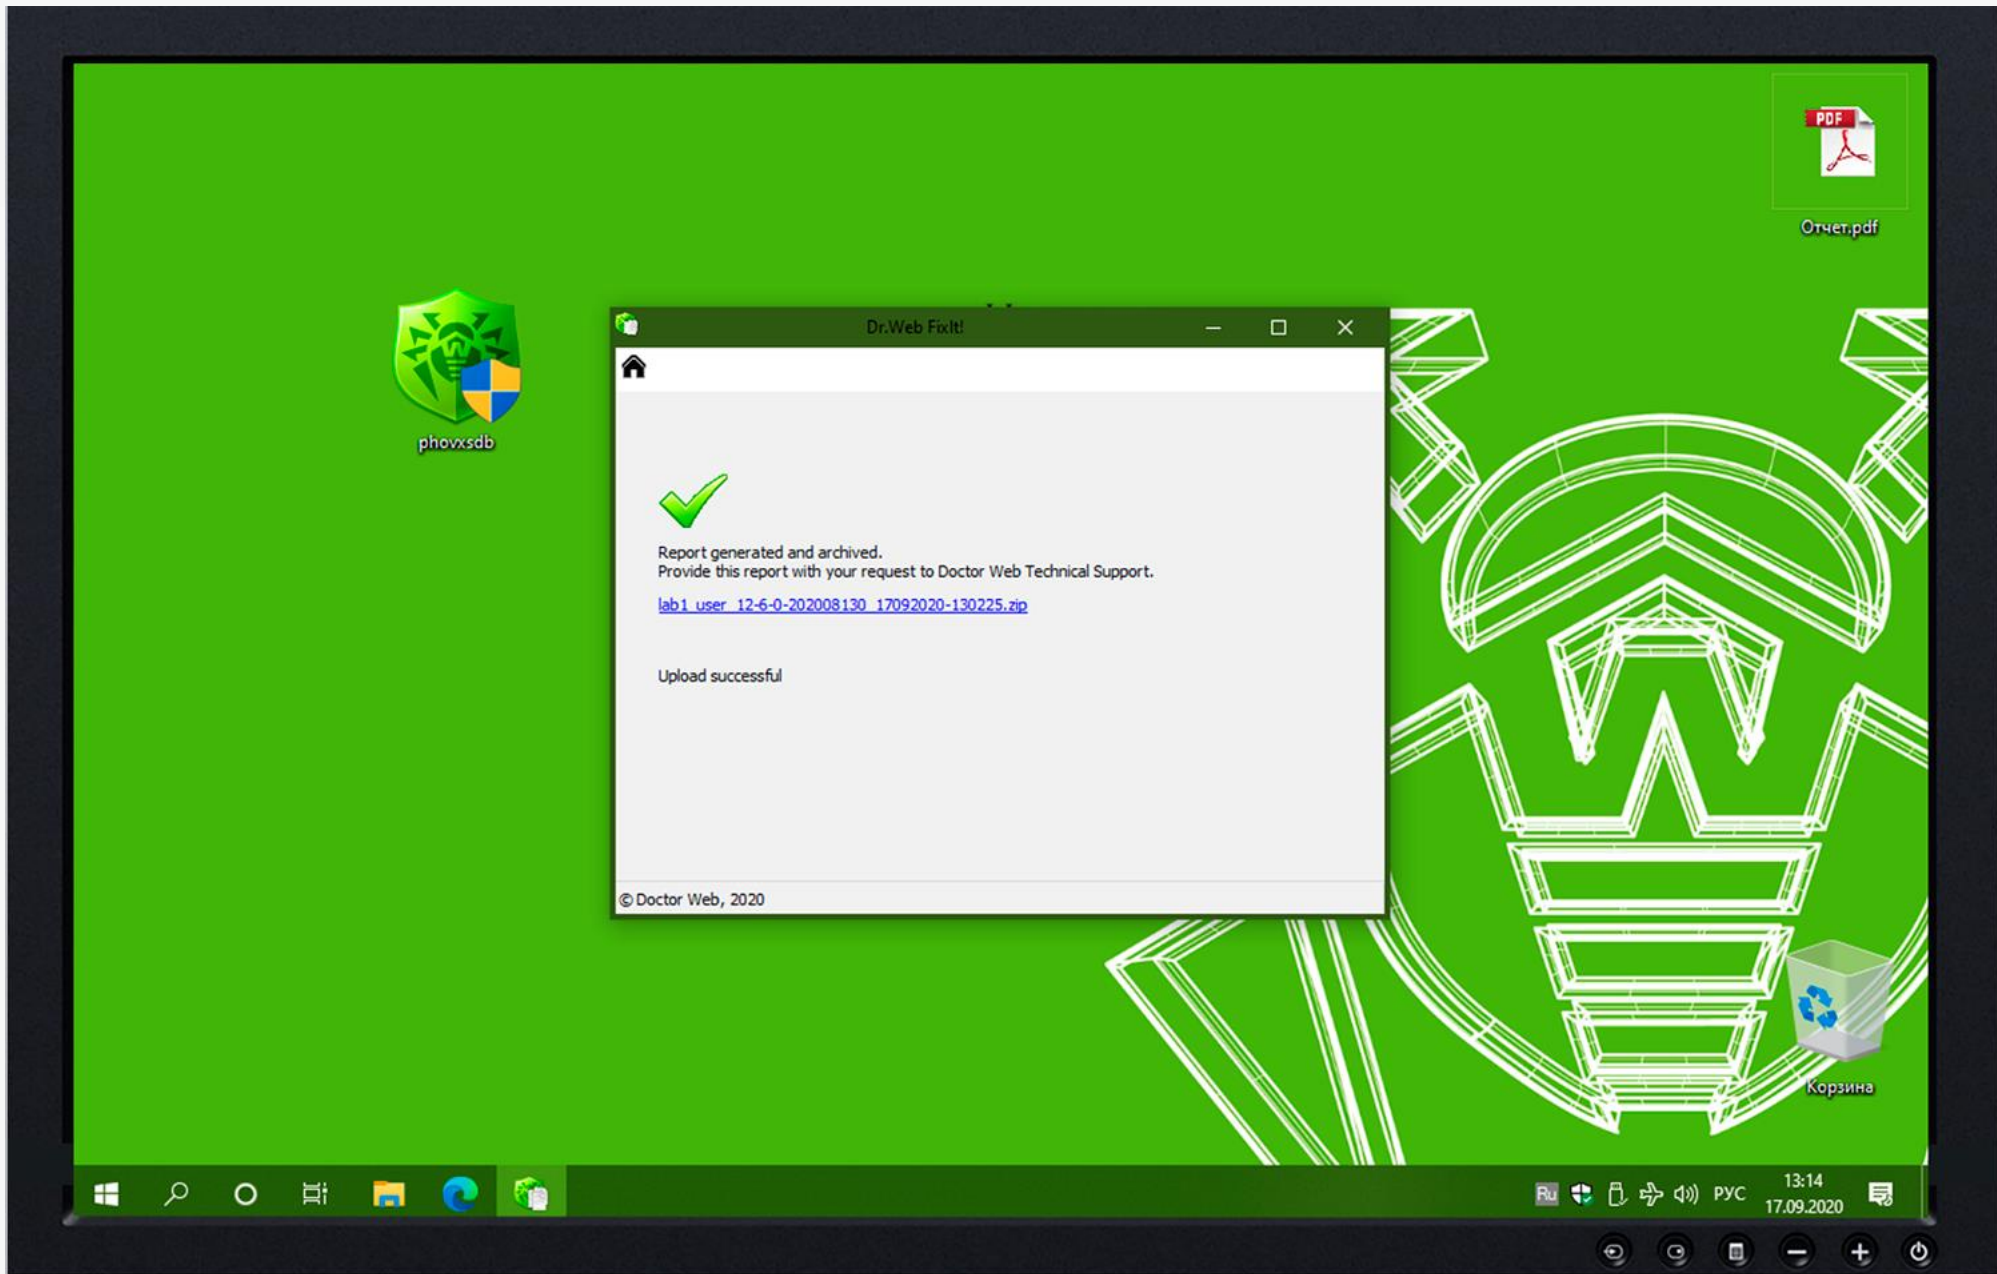 PDF
Отчет.pdf
phovxsdb
Dr.Web FixIt!
Report generated and archived.
Provide this report with your request to Doctor Web Technical Support.
lab1_user_12-6-0-202008130_17092020-130225.zip
Upload successful
© Doctor Web, 2020
Корзина
Ru
РУС
13:14
17.09.2020